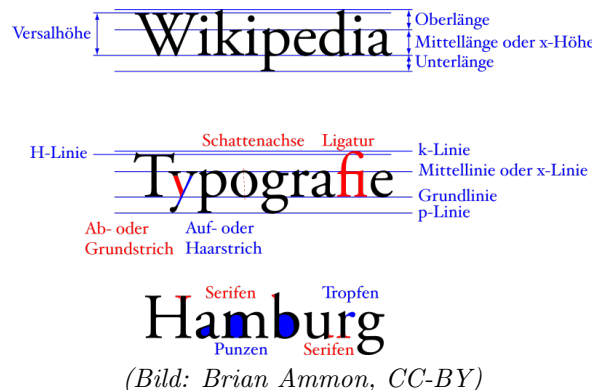 Oberlänge
Versalhöhe
Wikipedia
Mittellänge oder x-Höhe
Unterlänge
Schattenachse
Ligatur
k-Linie
H-Linie
Typografie
Mittellinie oder x-Linie
Grundlinie
p-Linie
Ab- oder
Grundstrich
Auf- oder
Haarstrich
Serifen
Tropfen
Hamburg
Punzen
Serifen
(Bild: Brian Ammon, CC-BY)